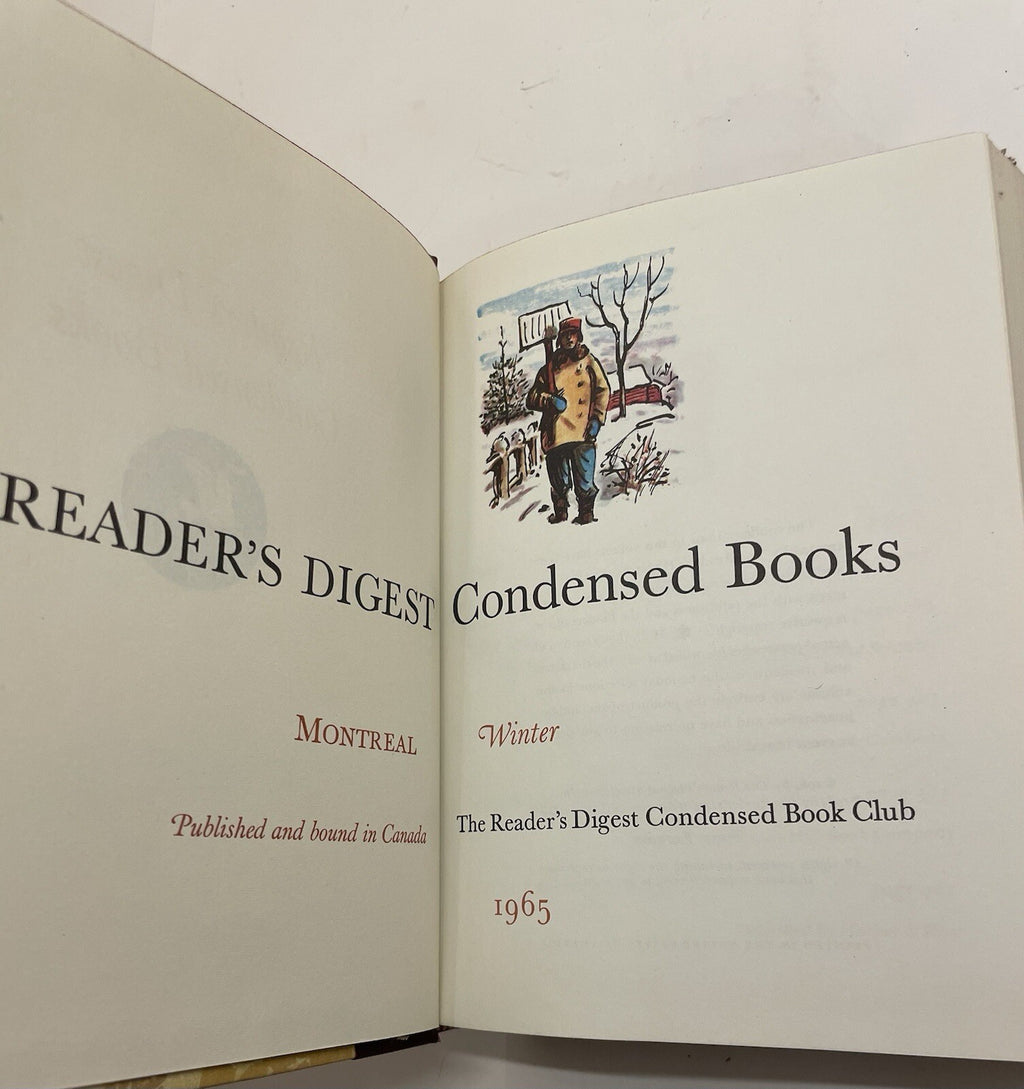 READER'S DIGEST Condensed Books
MONTREAL Winter
Published and bound in Canada The Reader's Digest Condensed Book Club
1965